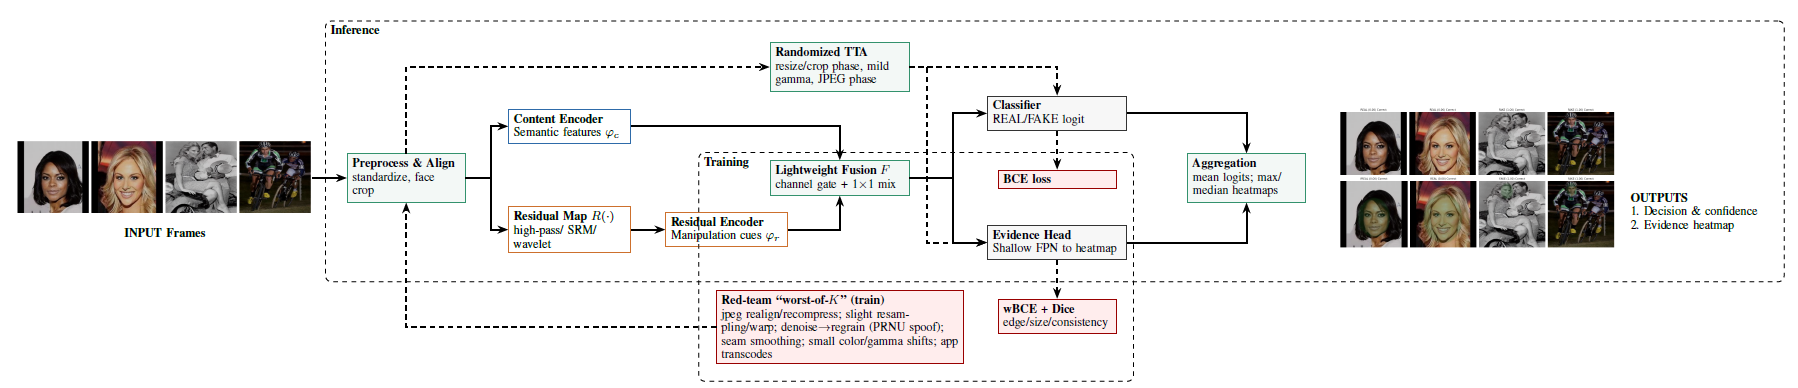 Inference
Randomized TTA
resize/crop phase, mild
gamma, JPEG phase
Content Encoder
Semantic features φc
Classifier
REAL/FAKE logit
Preprocess & Align
standardize, face
crop
Training
Lightweight Fusion F
channel gate + 1×1 mix
BCE loss
Aggregation
mean logits; max/
median heatmaps
INPUT Frames
Residual Map R(·)
high-pass/ SRM/
wavelet
Residual Encoder
Manipulation cues φr
Evidence Head
Shallow FPN to heatmap
OUTPUTS
1. Decision & confidence
2. Evidence heatmap
Red-team “worst-of-K” (train)
jpeg realign/recompress; slight resam-
pling/warp; denoise→regrain (PRNU spoof);
seam smoothing; small color/gamma shifts; app
transcodes
wBCE + Dice
edge/size/consistency